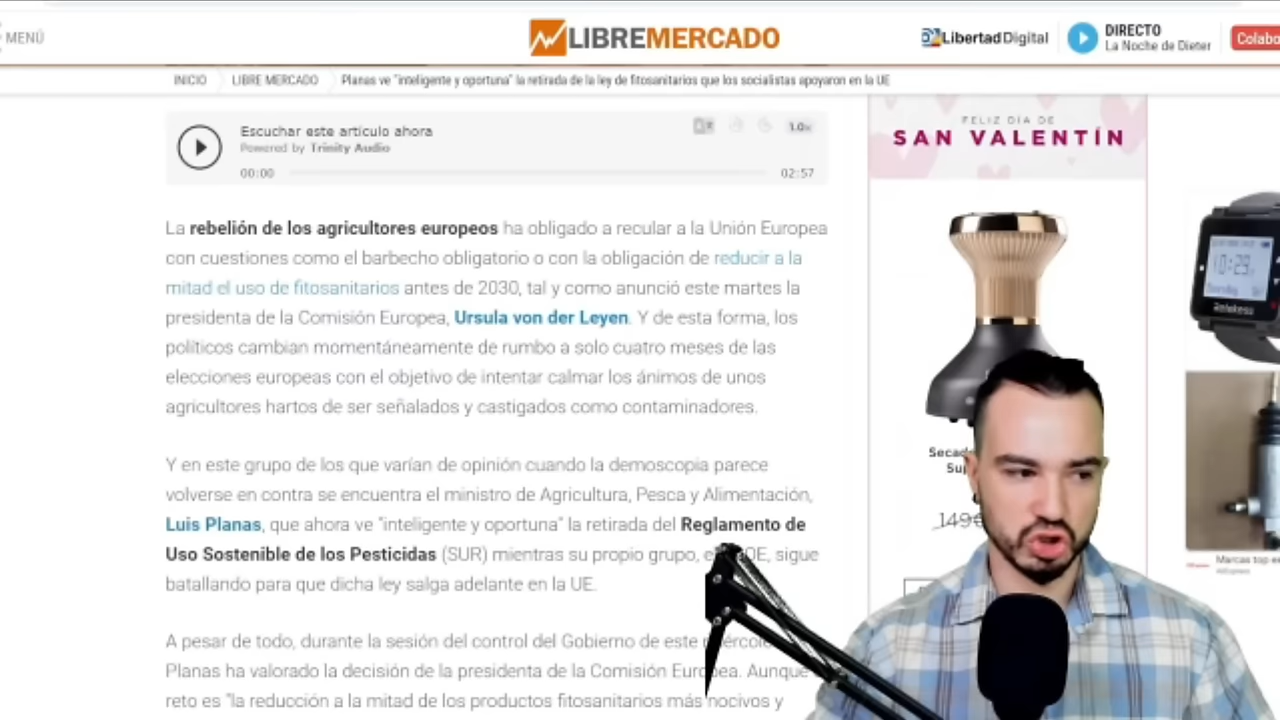 MENÚ
LIBREMERCADO
Libertad Digital
DIRECTO
La Noche de Dieter
Colabo
INICIO
LIBRE MERCADO
Planas ve "inteligente y oportuna" la retirada de la ley de fitosanitarios que los socialistas apoyaron en la UE
Escuchar este artículo ahora
Powered by Trinity Audio
1.0x
00:00
02:57
La rebelión de los agricultores europeos ha obligado a recular a la Unión Europea
con cuestiones como el barbecho obligatorio o con la obligación de reducir a la
mitad el uso de fitosanitarios antes de 2030, tal y como anunció este martes la
presidenta de la Comisión Europea, Ursula von der Leyen. Y de esta forma, los
políticos cambian momentáneamente de rumbo a solo cuatro meses de las
elecciones europeas con el objetivo de intentar calmar los ánimos de unos
agricultores hartos de ser señalados y castigados como contaminadores.
Y en este grupo de los que varían de opinión cuando la demoscopia parece
volverse en contra se encuentra el ministro de Agricultura, Pesca y Alimentación,
Luis Planas, que ahora ve "inteligente y oportuna" la retirada del Reglamento de
Uso Sostenible de los Pesticidas (SUR) mientras su propio grupo, e OE, sigue
batallando para que dicha ley salga adelante en la UE.
A pesar de todo, durante la sesión del control del Gobierno de este
Planas ha valorado la decisión de la presidenta de la Comisión Europea. Aunque
reto es "la reducción a la mitad de los productos fitosanitarios más nocivos y
FELIZ DÍA DE
SAN VALENTÍN
Secad
Sup
149€
10:29
Retekess
Marcas top e